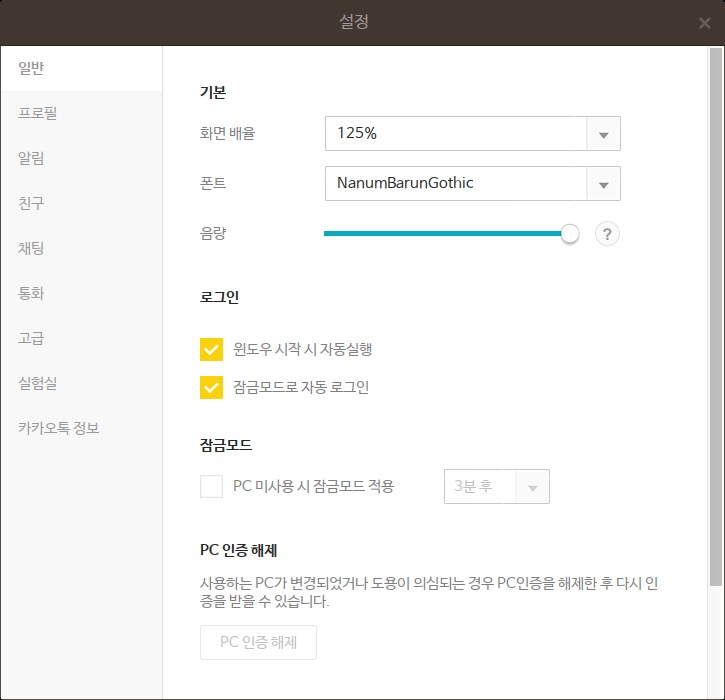 설정
일반
프로필
알림
친구
채팅
통화
고급
실험실
카카오톡 정보
기본
화면 배율 125%
폰트 NanumBarunGothic
음량 ?
로그인
윈도우 시작 시 자동실행
잠금모드로 자동 로그인
잠금모드
PC 미사용 시 잠금모드 적용 3분 후
PC 인증 해제
사용하는 PC가 변경되었거나 도용이 의심되는 경우 PC인증을 해제한 후 다시 인
증을 받을 수 있습니다.
PC 인증 해제